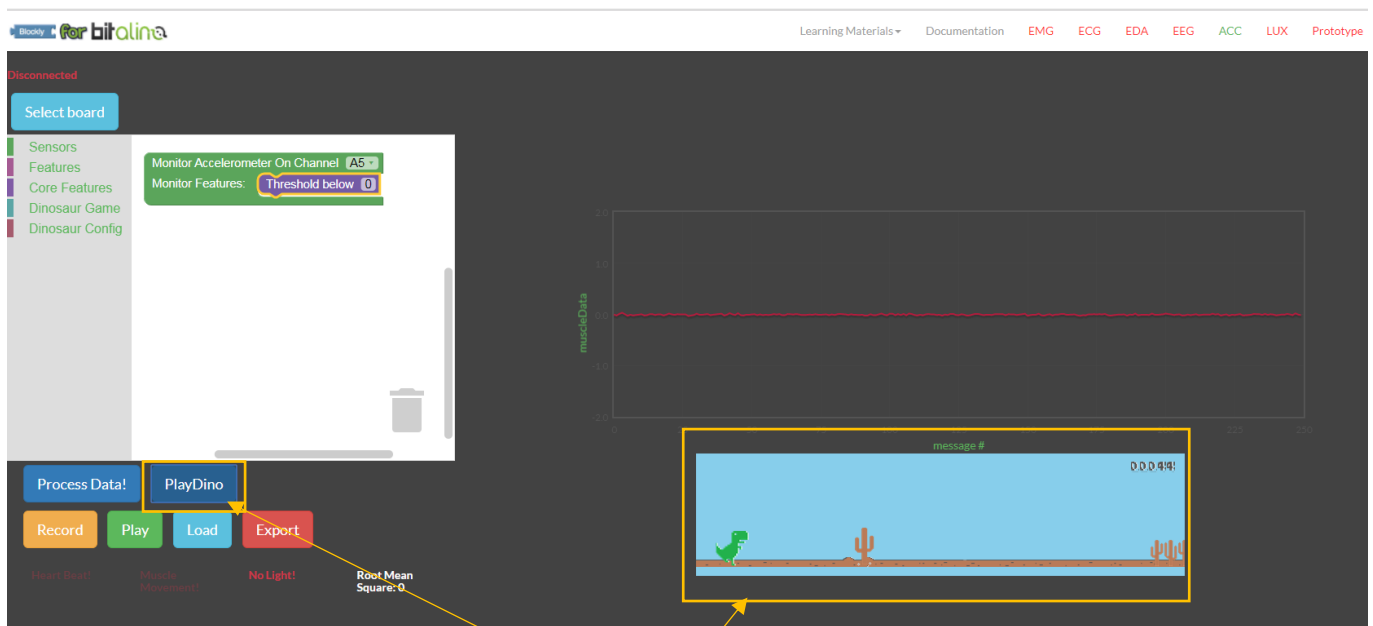 Blockly for bitalino
Learning Materials Documentation EMG ECG EDA EEG ACC LUX Prototype
Disconnected
Select board
Sensors
Features
Core Features
Dinosaur Game
Dinosaur Config
Monitor Accelerometer On Channel A5
Monitor Features: Threshold below 0
2.0
1.0
0.0
-1.0
-2.0
muscleData
0 225 250
message #
Process Data! PlayDino
Record Play Load Export
Heart Beat! Muscle Movement! No Light! Root Mean Square: 0